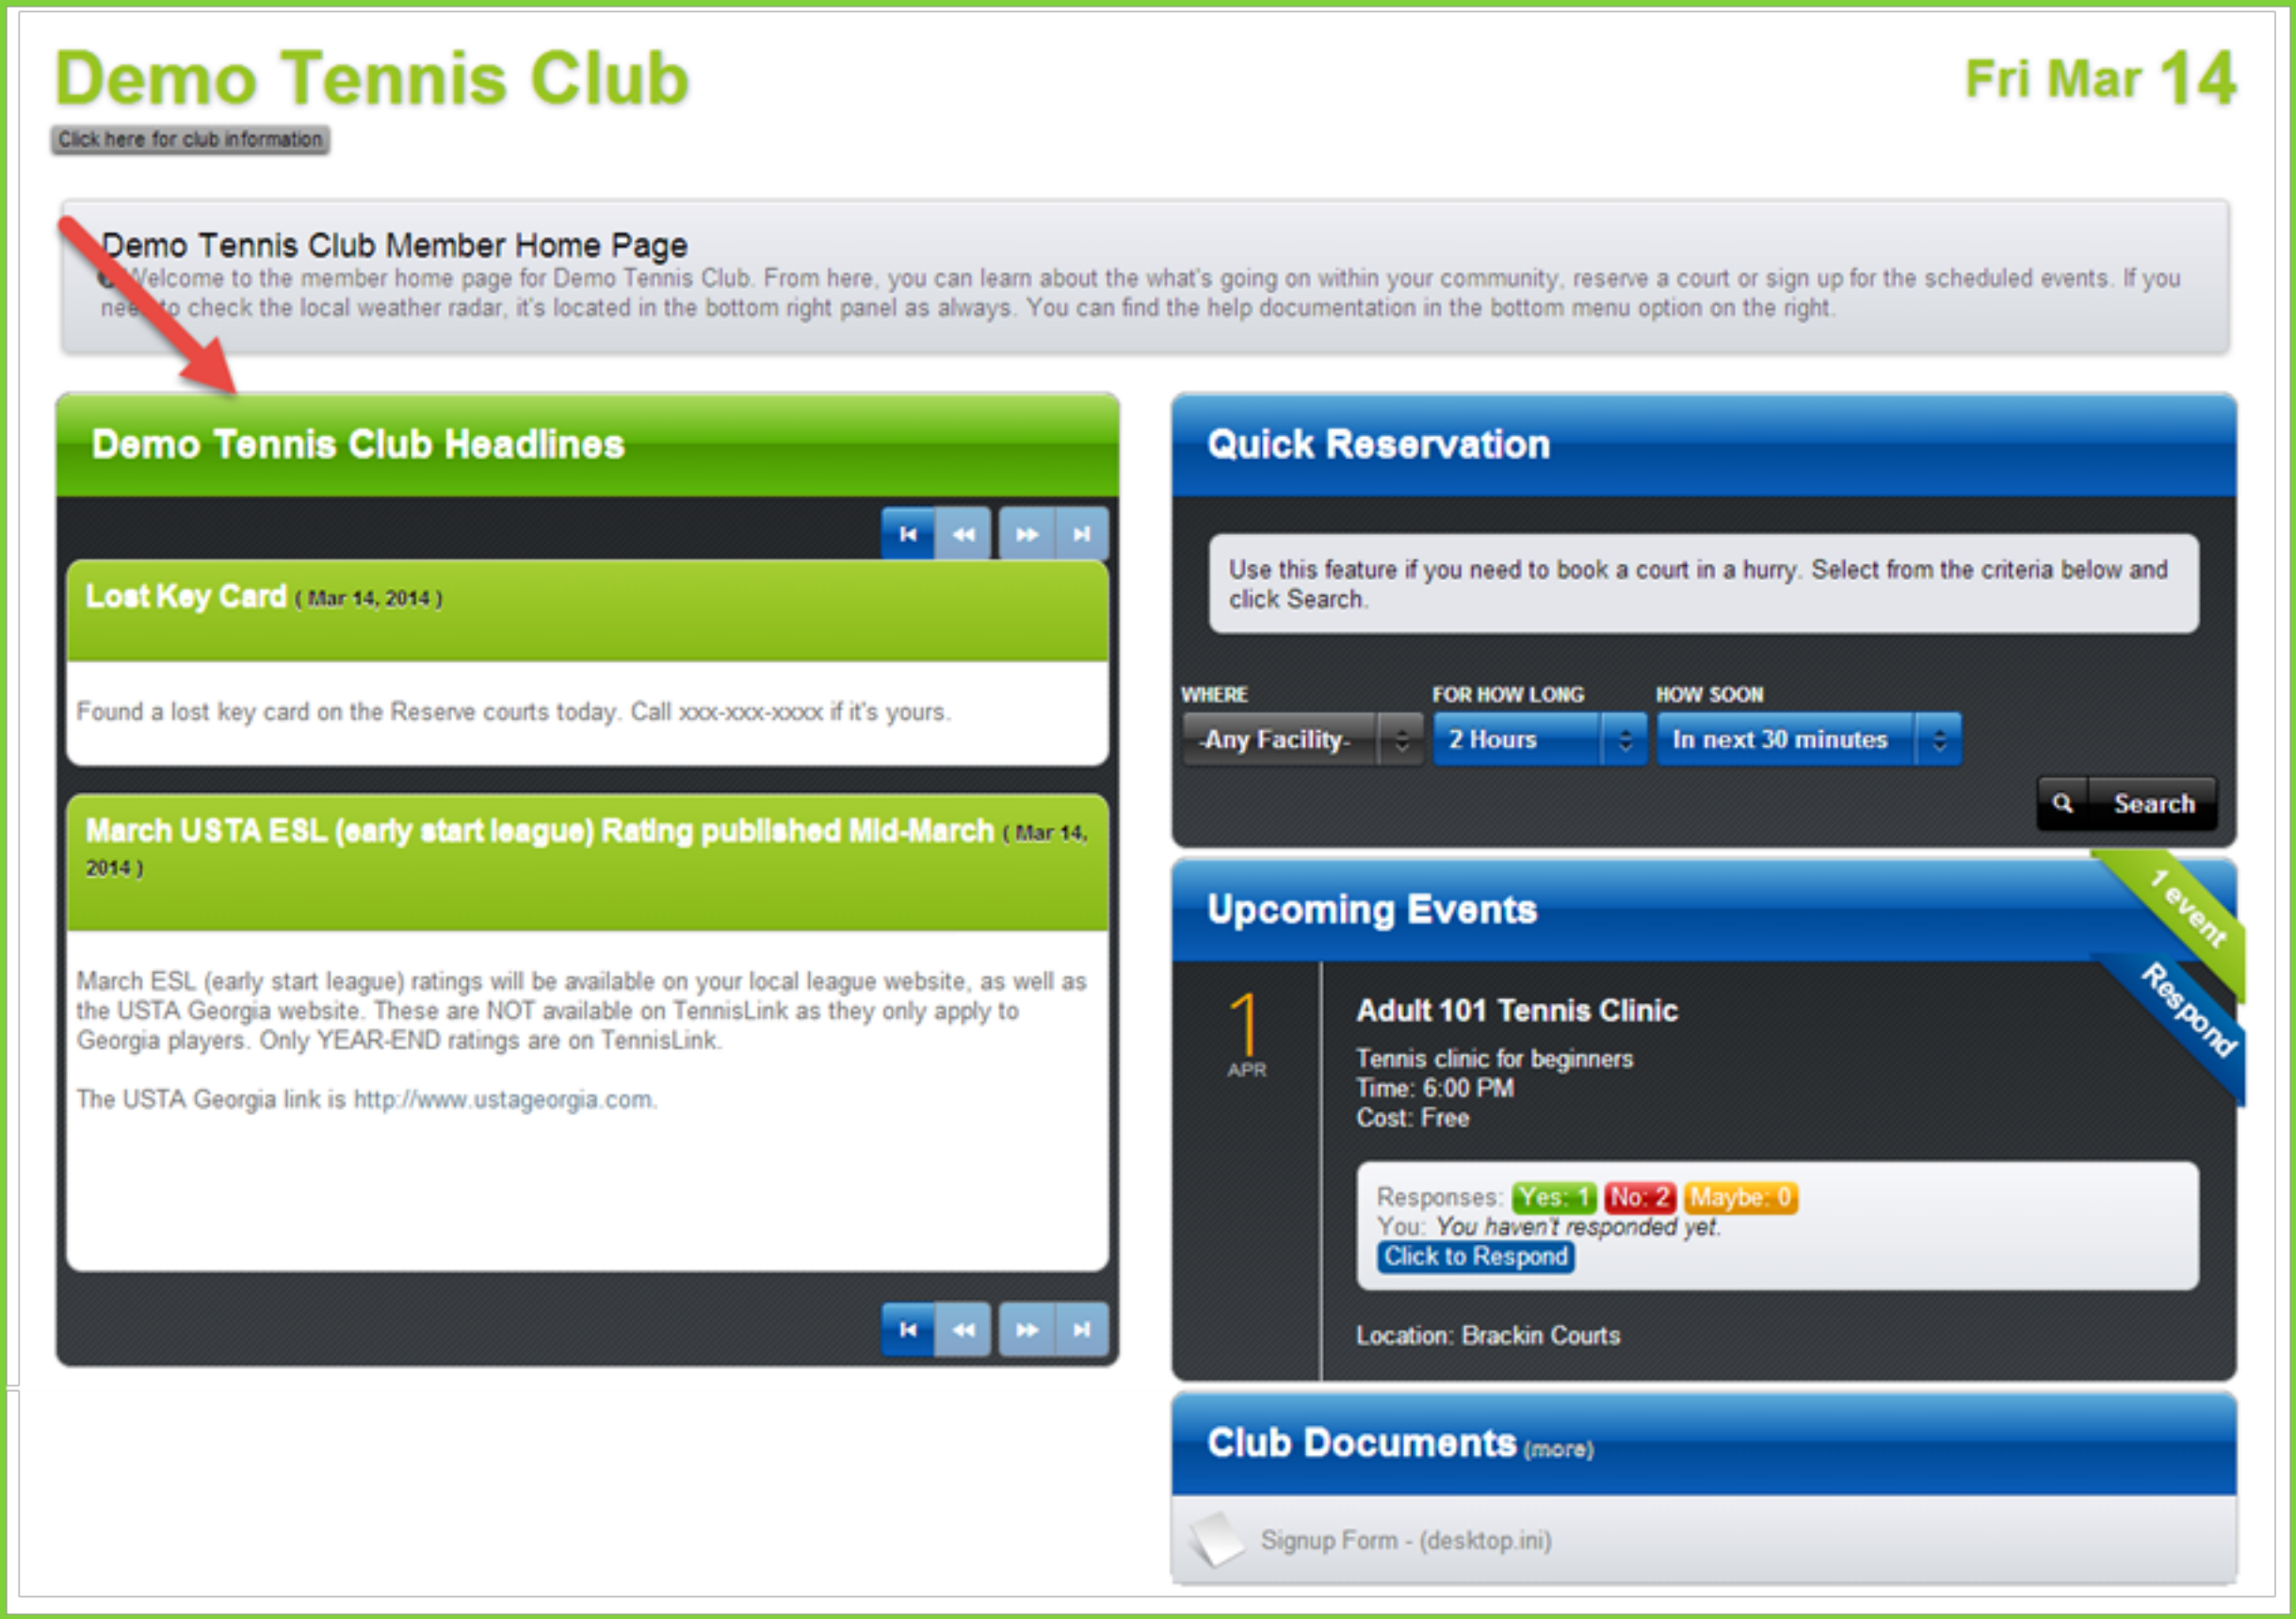 Demo Tennis Club
Fri Mar 14
Click here for club information
Demo Tennis Club Member Home Page
Welcome to the member home page for Demo Tennis Club. From here, you can learn about the what's going on within your community, reserve a court or sign up for the scheduled events. If you
to check the local weather radar, it's located in the bottom right panel as always. You can find the help documentation in the bottom menu option on the right.
Demo Tennis Club Headlines
Lost Key Card ( Mar 14, 2014 )
Found a lost key card on the Reserve courts today. Call xxx-xxx-xxxx if it's yours.
March USTA ESL (early start league) Rating published Mid-March ( Mar 14,
2014 )
March ESL (early start league) ratings will be available on your local league website, as well as
the USTA Georgia website. These are NOT available on TennisLink as they only apply to
Georgia players. Only YEAR-END ratings are on TennisLink.
The USTA Georgia link is http://www.ustageorgia.com.
Quick Reservation
Use this feature if you need to book a court in a hurry. Select from the criteria below and
click Search.
WHERE FOR HOW LONG HOW SOON
-Any Facility- 2 Hours In next 30 minutes
Search
Upcoming Events
1 event
Respond
1
APR
Adult 101 Tennis Clinic
Tennis clinic for beginners
Time: 6:00 PM
Cost: Free
Responses: Yes: 1 No: 2 Maybe: 0
You: You haven't responded yet.
Click to Respond
Location: Brackin Courts
Club Documents (more)
Signup Form - (desktop.ini)